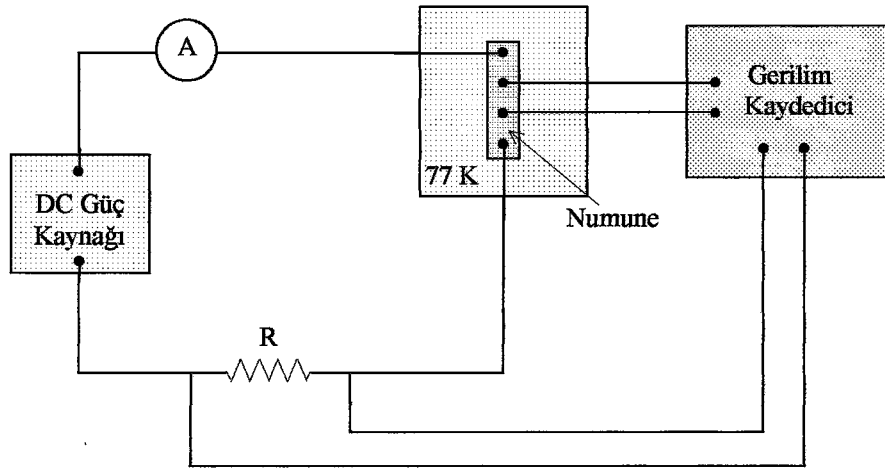 A
Gerilim
Kaydedici
77 K
DC Güç
Kaynağı
Numune
R